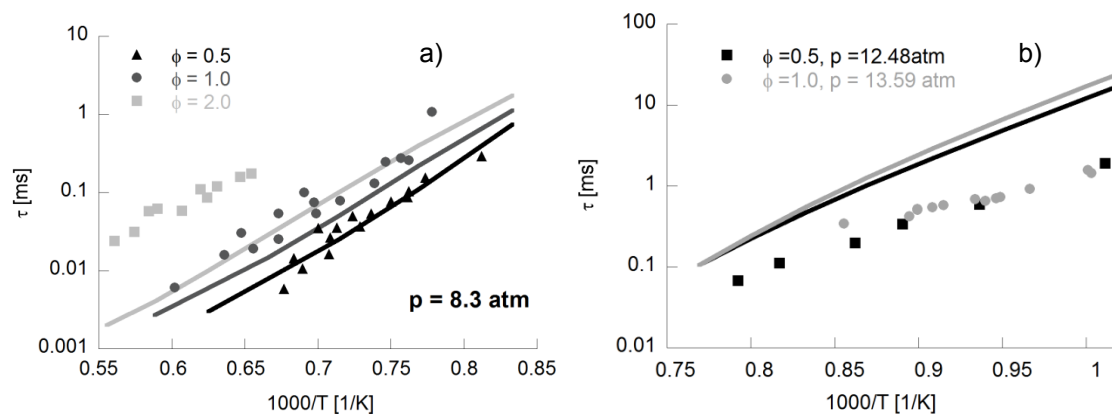 10
1
0.1
0.01
0.001
τ [ms]
ϕ = 0.5
ϕ = 1.0
ϕ = 2.0
a)
p = 8.3 atm
0.55 0.6 0.65 0.7 0.75 0.8 0.85
1000/T [1/K]
100
10
1
0.1
0.01
τ [ms]
ϕ =0.5, p =12.48atm
ϕ =1.0, p = 13.59 atm
b)
0.75 0.8 0.85 0.9 0.95 1
1000/T [1/K]